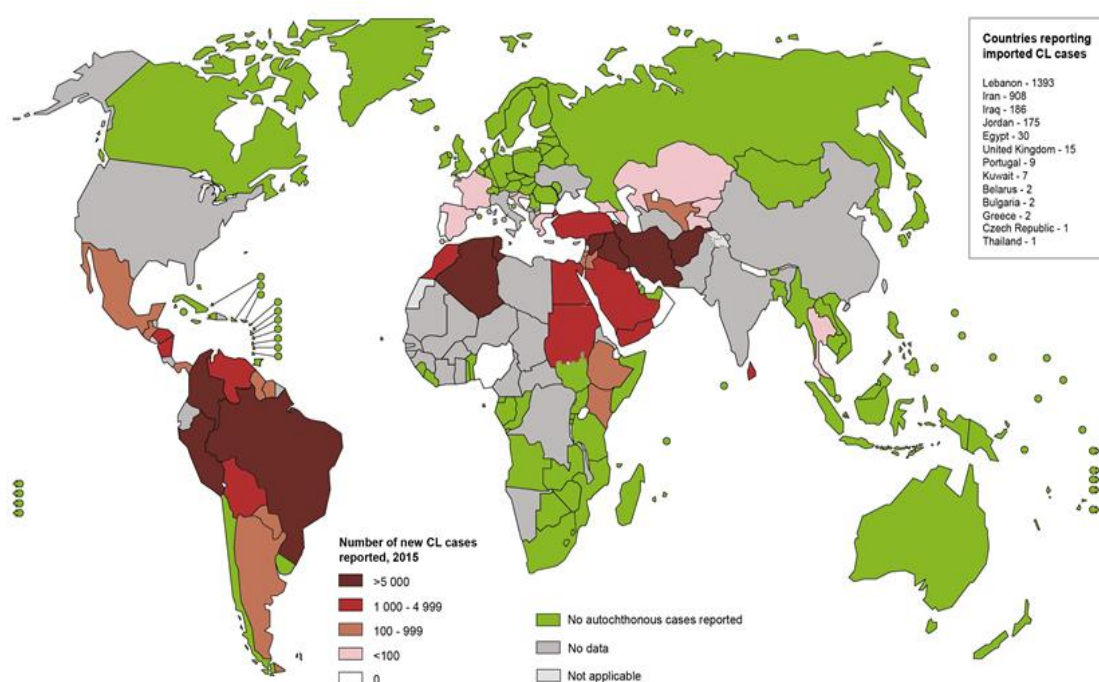 Countries reporting
imported CL cases
Lebanon - 1393
Iran - 908
Iraq - 186
Jordan - 175
Egypt - 30
United Kingdom - 15
Portugal - 9
Kuwait - 7
Belarus - 2
Bulgaria - 2
Greece - 2
Czech Republic - 1
Thailand - 1
Number of new CL cases
reported, 2015
>5 000
1 000 - 4 999
100 - 999
<100
0
No autochthonous cases reported
No data
Not applicable